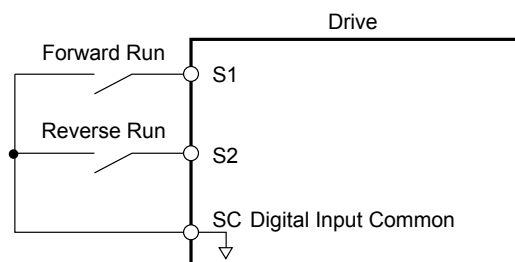 Drive
Forward Run
S1
Reverse Run
S2
SC Digital Input Common